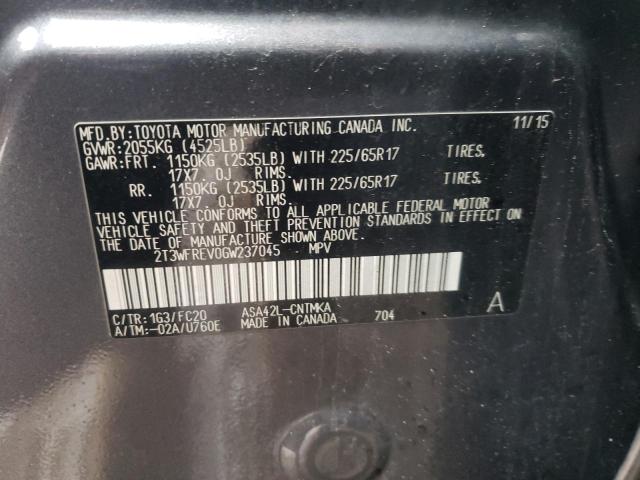 MFD.BY:TOYOTA MOTOR MANUFACTURING CANADA INC. 11/15
GVWR:2055KG (4525LB)
GAWR:FRT. 1150KG (2535LB) WITH 225/65R17 TIRES,
17X7.0J RIMS.
RR. 1150KG (2535LB) WITH 225/65R17 TIRES,
17X7.0J RIMS.
THIS VEHICLE CONFORMS TO ALL APPLICABLE FEDERAL MOTOR
VEHICLE SAFETY AND THEFT PREVENTION STANDARDS IN EFFECT ON
THE DATE OF MANUFACTURE SHOWN ABOVE.
2T3WFREV0GW237045 MPV
C/TR:1G3/FC20 ASA42L-CNTMKA A
A/TM:-02A/U760E MADE IN CANADA 704